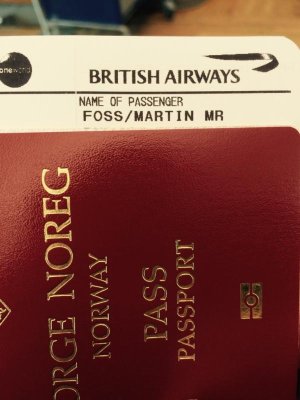 oneworld
BRITISH AIRWAYS
NAME OF PASSENGER
FOSS/MARTIN MR
ORGE NOREG
NORWAY
PASS
PASSPORT